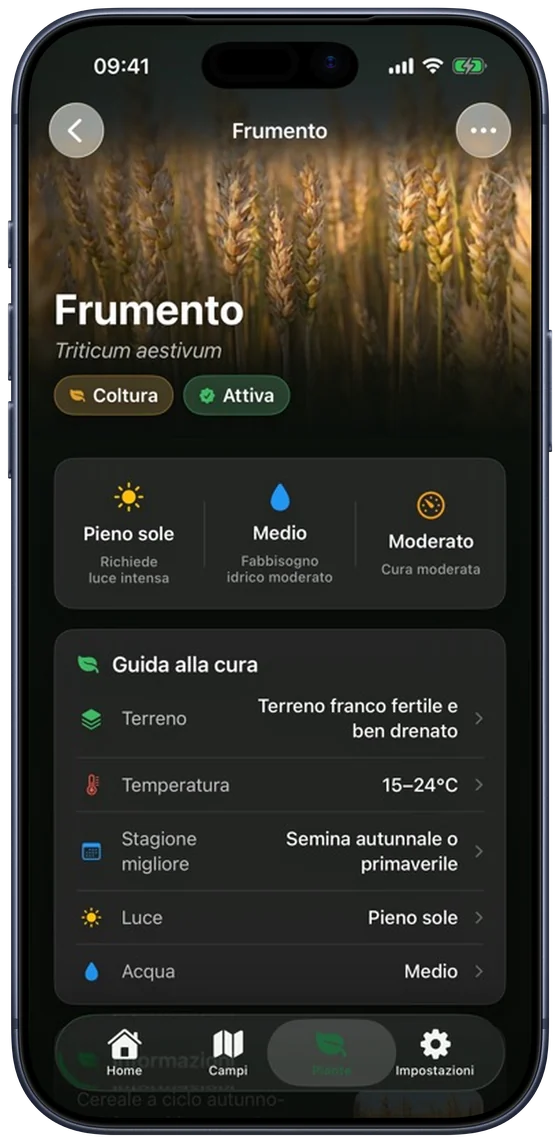 09:41
Frumento
Frumento
Triticum aestivum
Coltura
Attiva
Pieno sole
Richiede
luce intensa
Medio
Fabbisogno
idrico moderato
Moderato
Cura moderata
Guida alla cura
Terreno
Terreno franco fertile e
ben drenato
Temperatura
15–24°C
Stagione
migliore
Semina autunnale o
primaverile
Luce
Pieno sole
Acqua
Medio
Informazioni
Home
Campi
Piante
Impostazioni
Cereale a ciclo autunno-